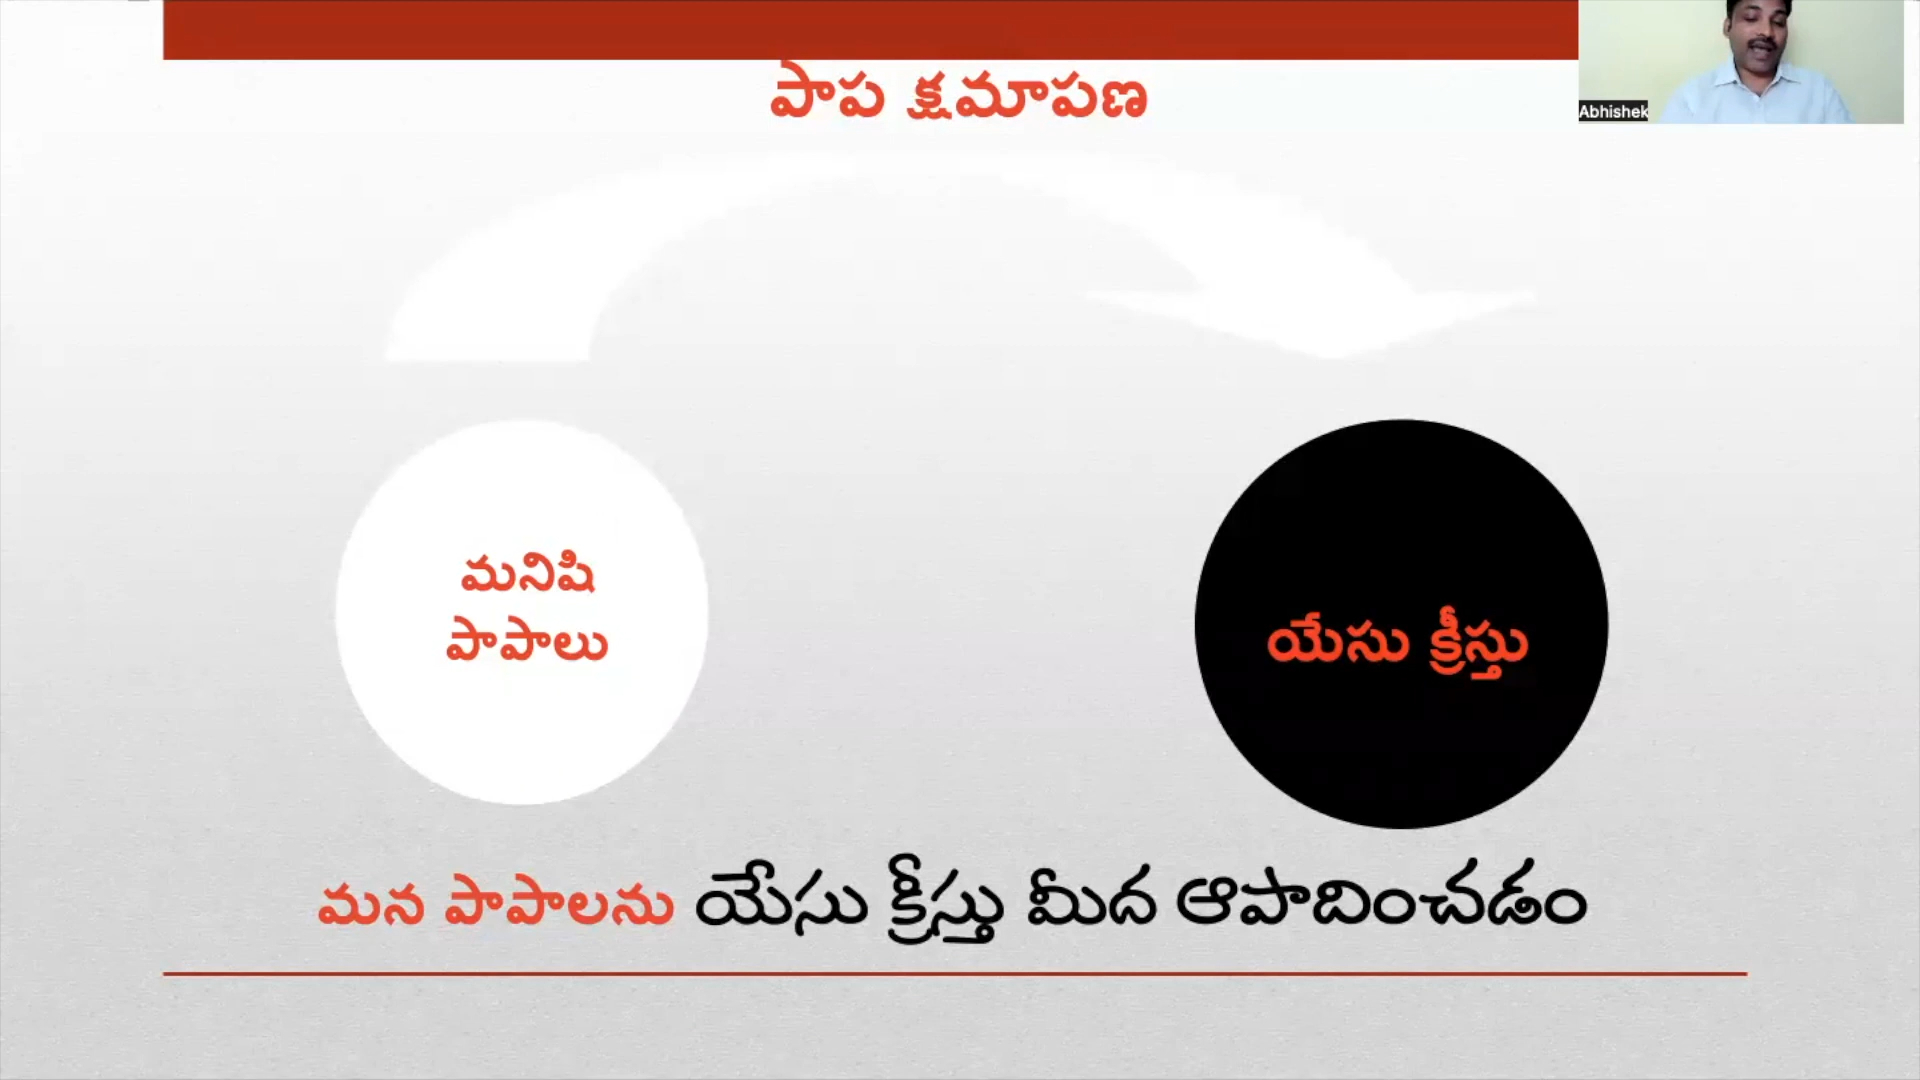 పాప క్షమాపణ
Abhishek
మనిషి
పాపాలు
యేసు క్రీస్తు
మన పాపాలను యేసు క్రీస్తు మీద ఆపాదించడం